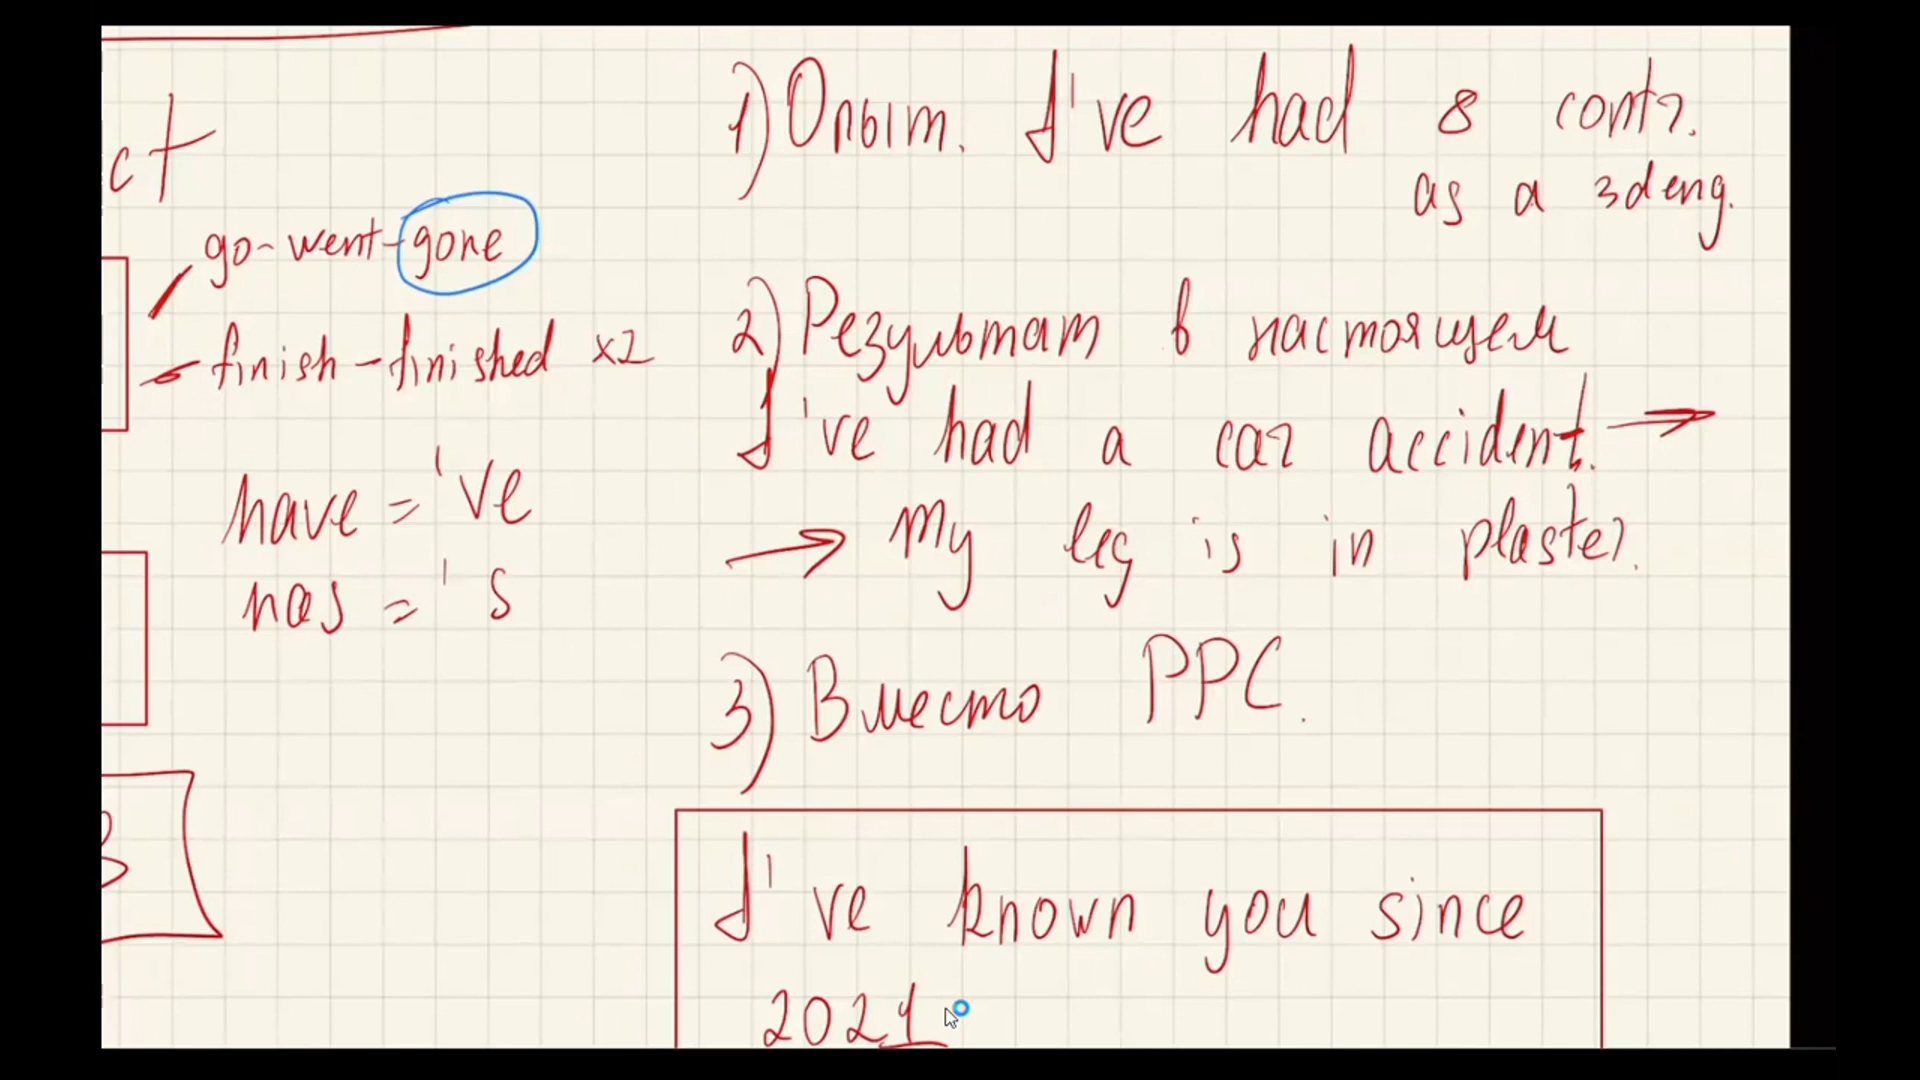 ct
go-went-gone
finish-finished x2
have = 've
has = 's
1) Опыт. I've had 8 contr.
as a 3d eng.
2) Результат в настоящем
I've had a car accident. →
→ My leg is in plaster.
3) Вместо PPC.
I've known you since
2021